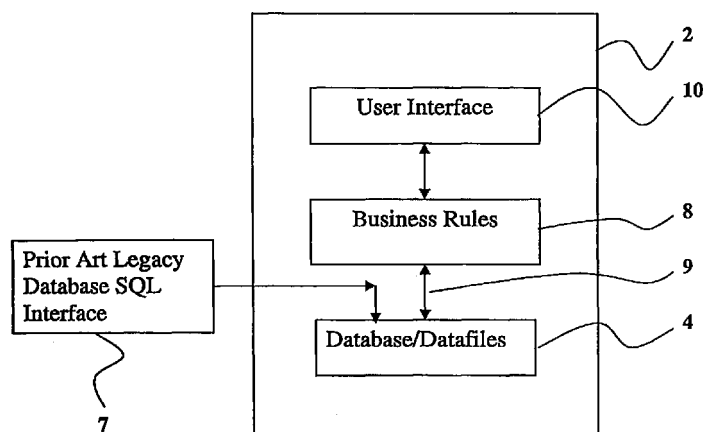 2
User Interface
10
Business Rules
8
Prior Art Legacy
Database SQL
Interface
9
Database/Datafiles
4
7